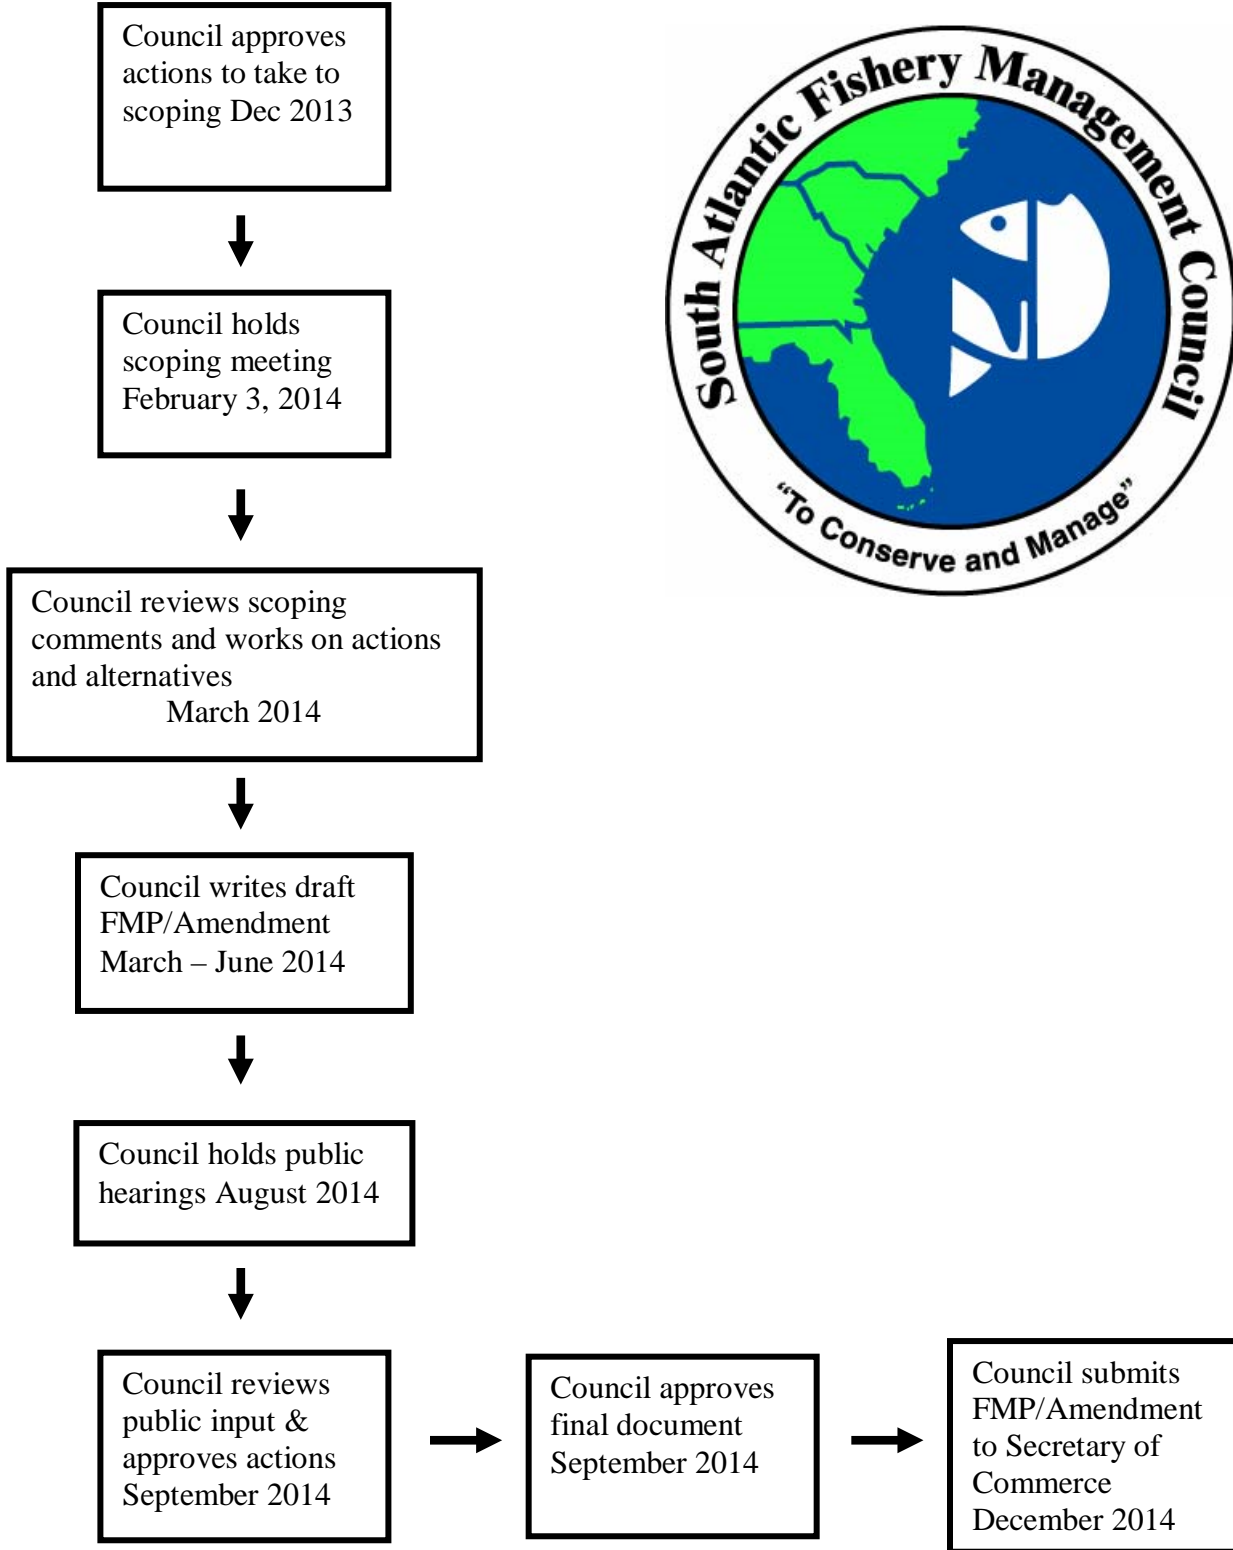 Council approves
actions to take to
scoping Dec 2013
South Atlantic Fishery Management Council
“To Conserve and Manage”
Council holds
scoping meeting
February 3, 2014
Council reviews scoping
comments and works on actions
and alternatives
March 2014
Council writes draft
FMP/Amendment
March – June 2014
Council holds public
hearings August 2014
Council reviews
public input &
approves actions
September 2014
Council approves
final document
September 2014
Council submits
FMP/Amendment
to Secretary of
Commerce
December 2014